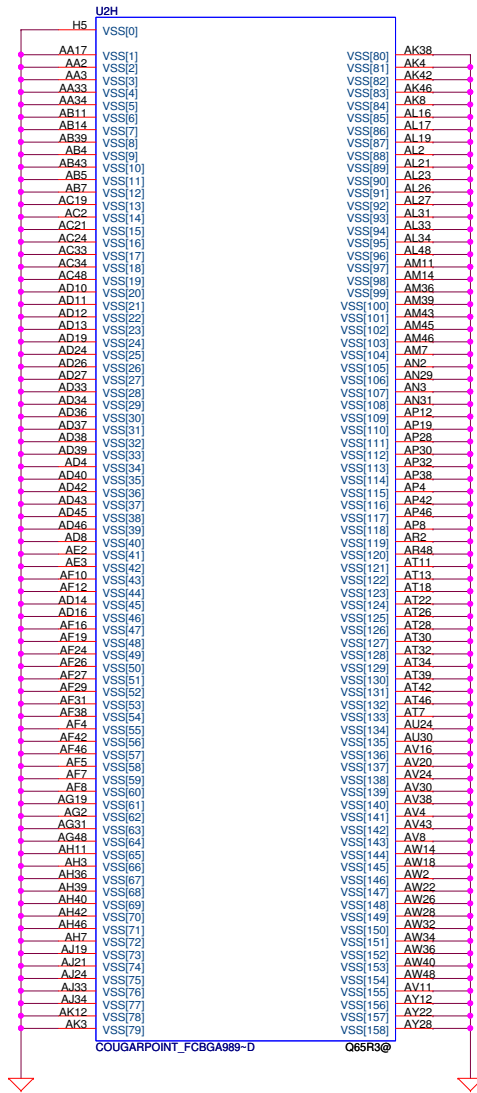 U2H
H5 VSS[0]
AA17 VSS[1] VSS[80] AK38
AA2 VSS[2] VSS[81] AK4
AA3 VSS[3] VSS[82] AK42
AA33 VSS[4] VSS[83] AK46
AA34 VSS[5] VSS[84] AK8
AB11 VSS[6] VSS[85] AL16
AB14 VSS[7] VSS[86] AL17
AB39 VSS[8] VSS[87] AL19
AB4 VSS[9] VSS[88] AL2
AB43 VSS[10] VSS[89] AL21
AB5 VSS[11] VSS[90] AL23
AB7 VSS[12] VSS[91] AL26
AC19 VSS[13] VSS[92] AL27
AC2 VSS[14] VSS[93] AL31
AC21 VSS[15] VSS[94] AL33
AC24 VSS[16] VSS[95] AL34
AC33 VSS[17] VSS[96] AL48
AC34 VSS[18] VSS[97] AM11
AC48 VSS[19] VSS[98] AM14
AD10 VSS[20] VSS[99] AM36
AD11 VSS[21] VSS[100] AM39
AD12 VSS[22] VSS[101] AM43
AD13 VSS[23] VSS[102] AM45
AD19 VSS[24] VSS[103] AM46
AD24 VSS[25] VSS[104] AM7
AD26 VSS[26] VSS[105] AN2
AD27 VSS[27] VSS[106] AN29
AD33 VSS[28] VSS[107] AN3
AD34 VSS[29] VSS[108] AN31
AD36 VSS[30] VSS[109] AP12
AD37 VSS[31] VSS[110] AP19
AD38 VSS[32] VSS[111] AP28
AD39 VSS[33] VSS[112] AP30
AD4 VSS[34] VSS[113] AP32
AD40 VSS[35] VSS[114] AP38
AD42 VSS[36] VSS[115] AP4
AD43 VSS[37] VSS[116] AP42
AD45 VSS[38] VSS[117] AP46
AD46 VSS[39] VSS[118] AP8
AD8 VSS[40] VSS[119] AR2
AE2 VSS[41] VSS[120] AR48
AE3 VSS[42] VSS[121] AT11
AF10 VSS[43] VSS[122] AT13
AF12 VSS[44] VSS[123] AT18
AD14 VSS[45] VSS[124] AT22
AD16 VSS[46] VSS[125] AT26
AF16 VSS[47] VSS[126] AT28
AF19 VSS[48] VSS[127] AT30
AF24 VSS[49] VSS[128] AT32
AF26 VSS[50] VSS[129] AT34
AF27 VSS[51] VSS[130] AT39
AF29 VSS[52] VSS[131] AT42
AF31 VSS[53] VSS[132] AT46
AF38 VSS[54] VSS[133] AT7
AF4 VSS[55] VSS[134] AU24
AF42 VSS[56] VSS[135] AU30
AF46 VSS[57] VSS[136] AV16
AF5 VSS[58] VSS[137] AV20
AF7 VSS[59] VSS[138] AV24
AF8 VSS[60] VSS[139] AV30
AG19 VSS[61] VSS[140] AV38
AG2 VSS[62] VSS[141] AV4
AG31 VSS[63] VSS[142] AV43
AG48 VSS[64] VSS[143] AV8
AH11 VSS[65] VSS[144] AW14
AH3 VSS[66] VSS[145] AW18
AH36 VSS[67] VSS[146] AW2
AH39 VSS[68] VSS[147] AW22
AH40 VSS[69] VSS[148] AW26
AH42 VSS[70] VSS[149] AW28
AH46 VSS[71] VSS[150] AW32
AH7 VSS[72] VSS[151] AW34
AJ19 VSS[73] VSS[152] AW36
AJ21 VSS[74] VSS[153] AW40
AJ24 VSS[75] VSS[154] AW48
AJ33 VSS[76] VSS[155] AV11
AJ34 VSS[77] VSS[156] AY12
AK12 VSS[78] VSS[157] AY22
AK3 VSS[79] VSS[158] AY28
COUGARPOINT_FCBGA989~D Q65R3@